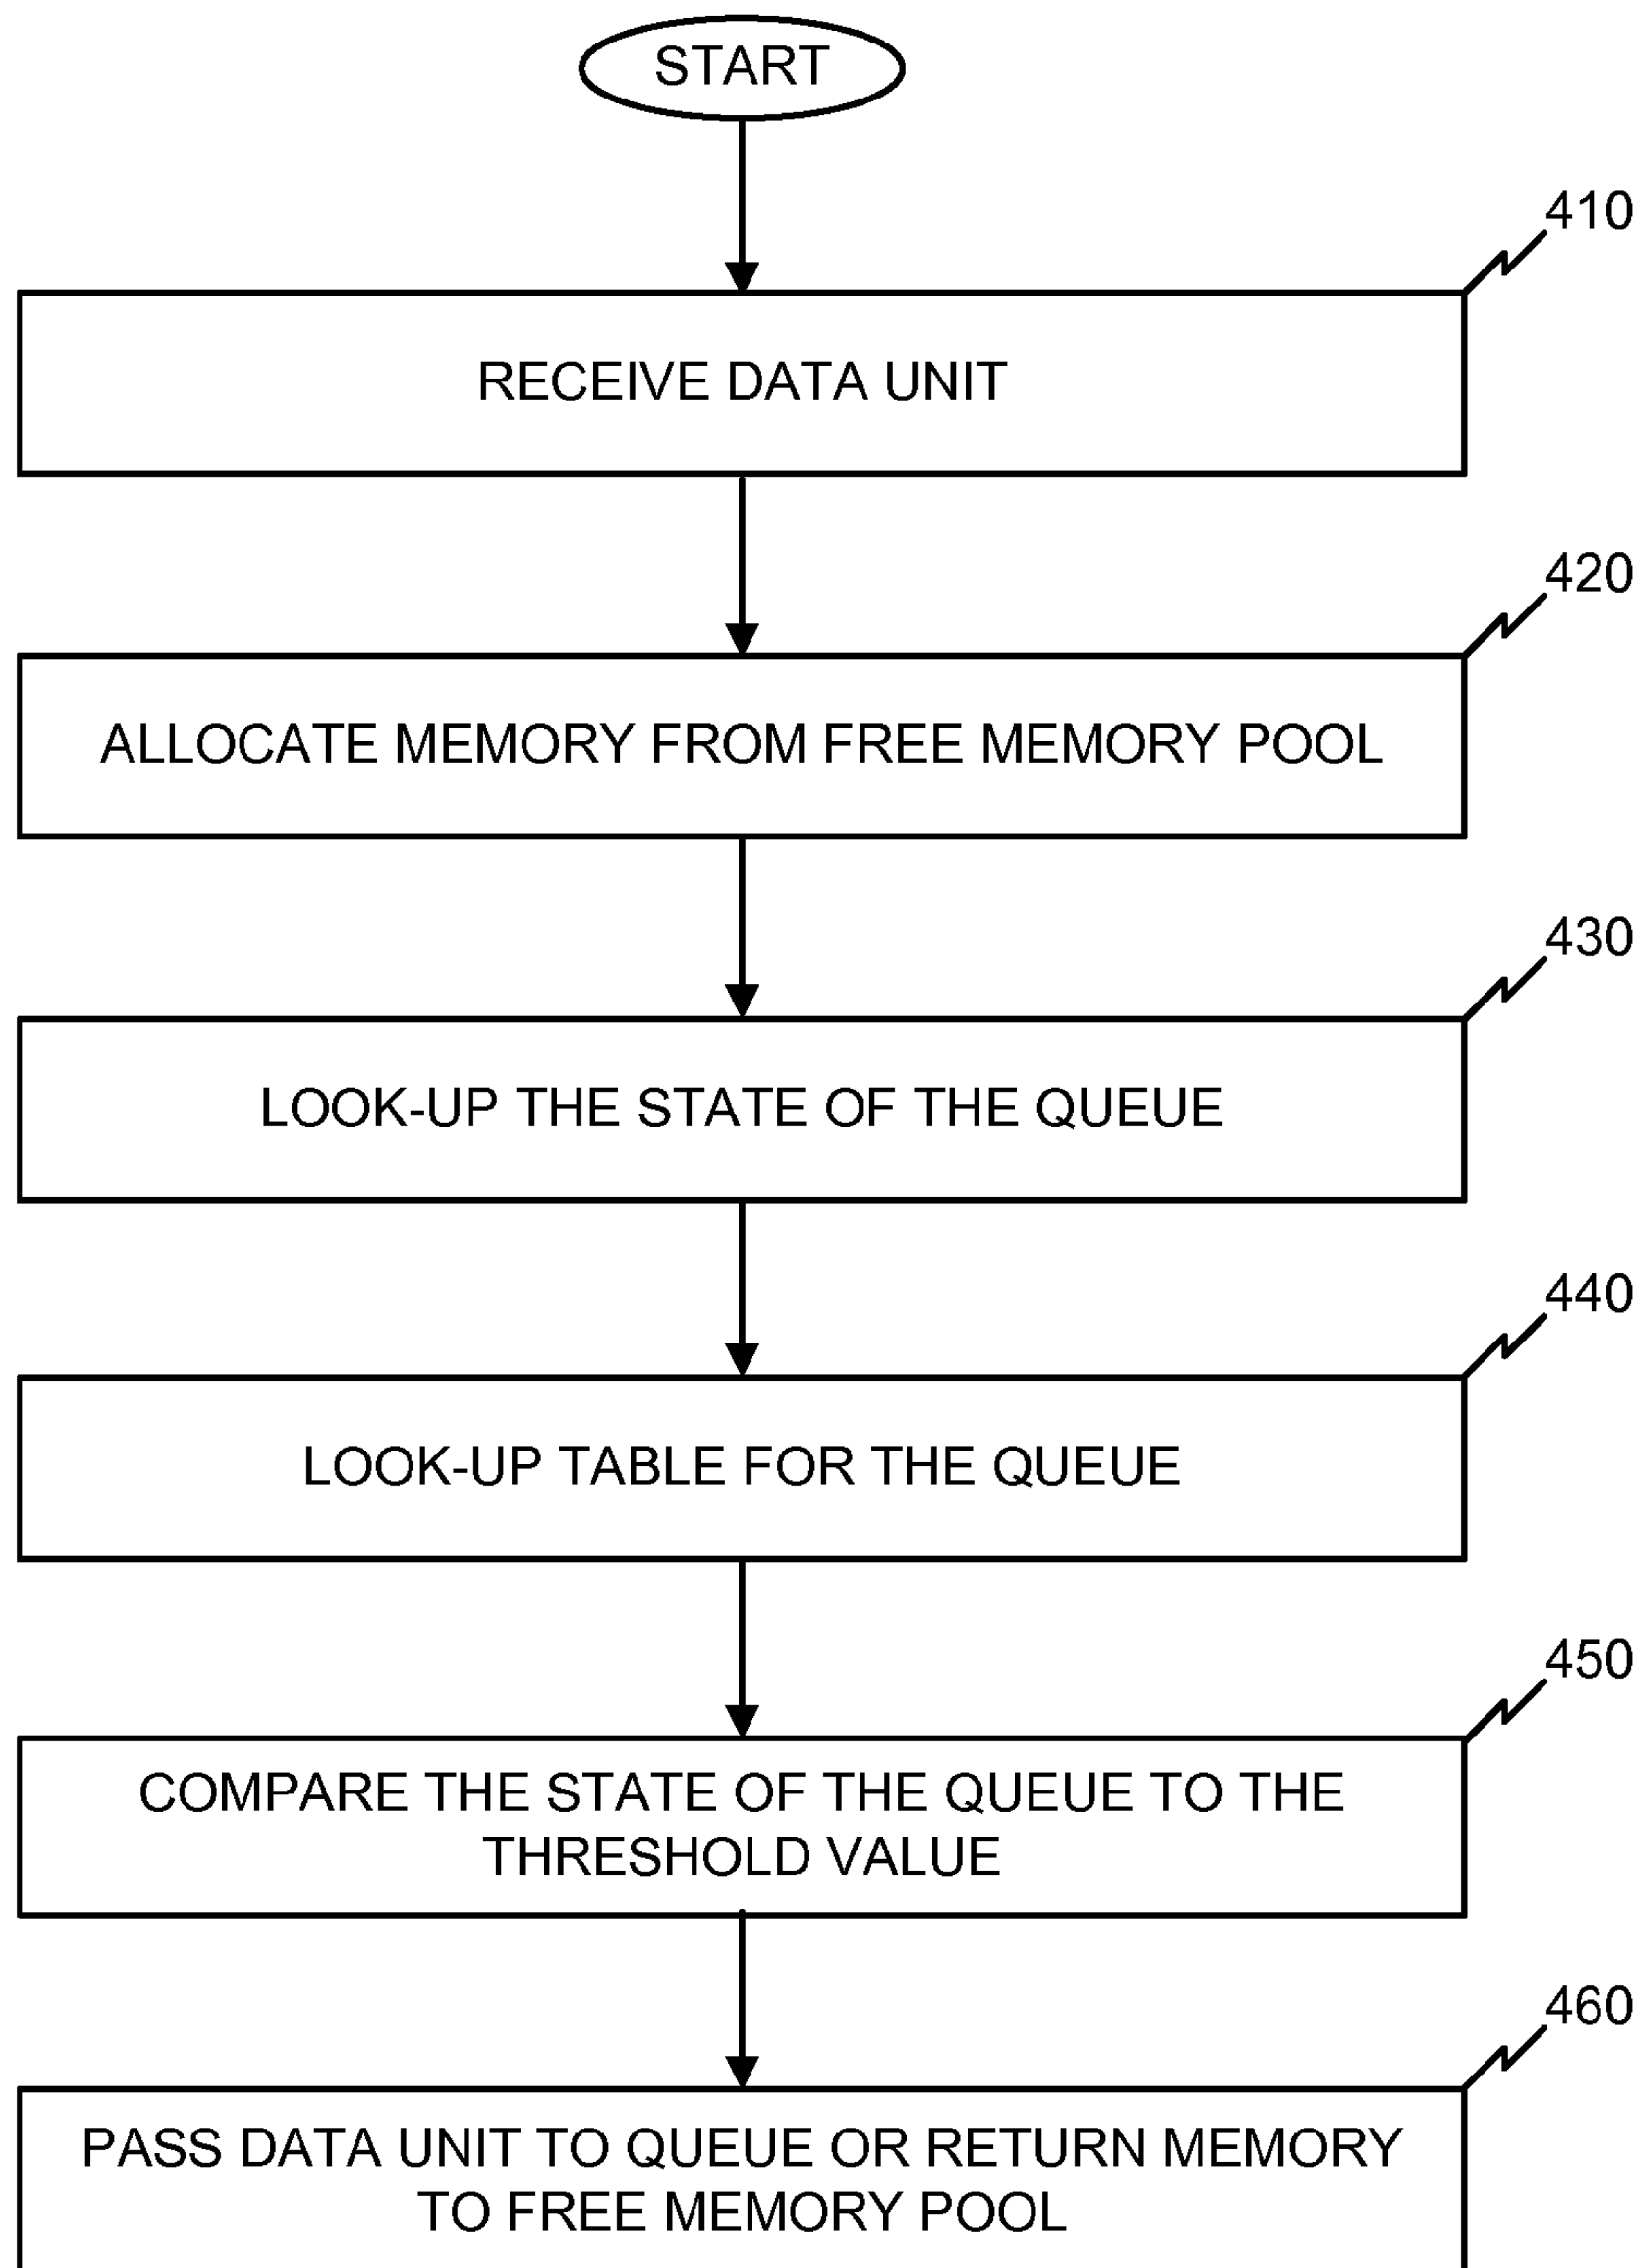 START
410
RECEIVE DATA UNIT
420
ALLOCATE MEMORY FROM FREE MEMORY POOL
430
LOOK-UP THE STATE OF THE QUEUE
440
LOOK-UP TABLE FOR THE QUEUE
450
COMPARE THE STATE OF THE QUEUE TO THE
THRESHOLD VALUE
460
PASS DATA UNIT TO QUEUE OR RETURN MEMORY
TO FREE MEMORY POOL